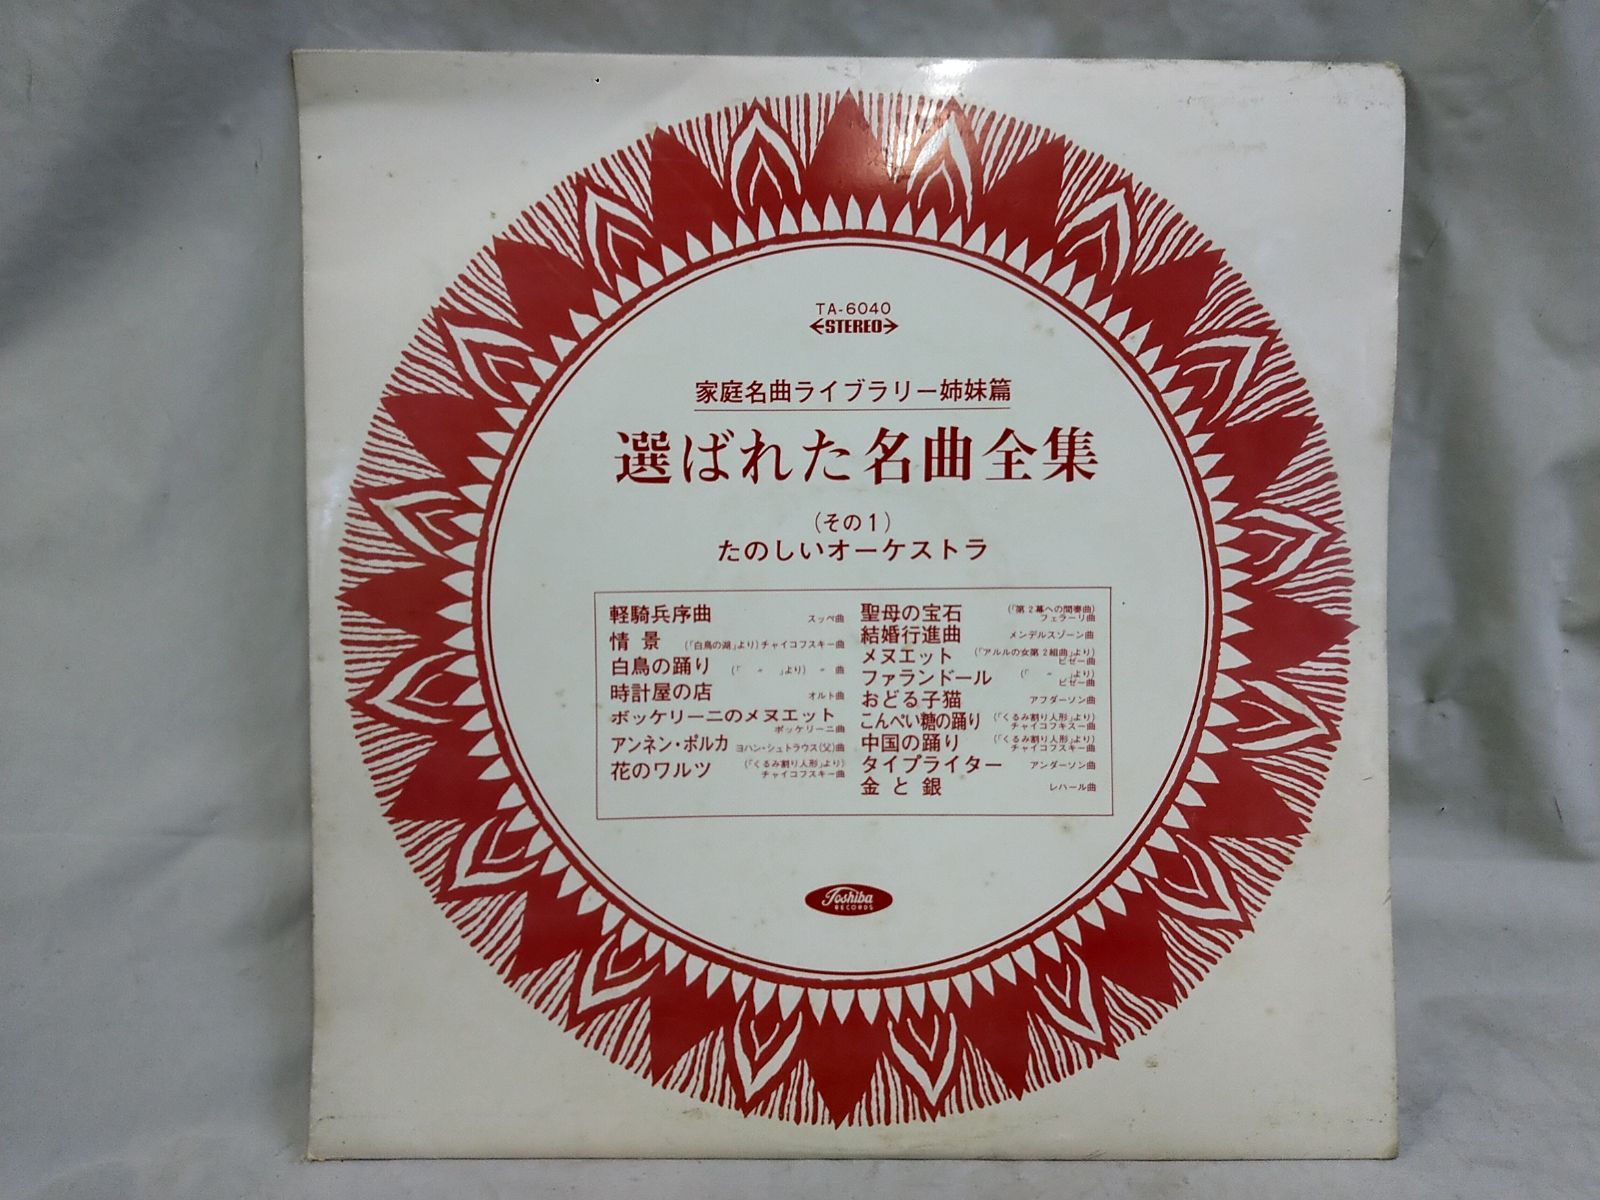 TA-6040
STEREO
家庭名曲ライブラリー姉妹篇
選ばれた名曲全集
(その1)
たのしいオーケストラ
軽騎兵序曲 スッペ曲
情景 (「白鳥の湖」より)チャイコフスキー曲
白鳥の踊り (「〃」より) 〃 曲
時計屋の店 オルト曲
ボッケリーニのメヌエット
ボッケリーニ曲
アンネン・ポルカ ヨハン・シュトラウス(父)曲
花のワルツ (「くるみ割り人形」より)
チャイコフスキー曲
聖母の宝石 (「第2幕への間奏曲)
フェラーリ曲
結婚行進曲 メンデルスゾーン曲
メヌエット (「アルルの女第2組曲」より)
ビゼー曲
ファランドール (「〃」より)
ビゼー曲
おどる子猫 アフダーソン曲
こんぺい糖の踊り (「くるみ割り人形」より)
チャイコフキスー曲
中国の踊り (「くるみ割り人形」より)
チャイコフスキー曲
タイプライター アンダーソン曲
金と銀 レハール曲
Toshiba
RECORDS